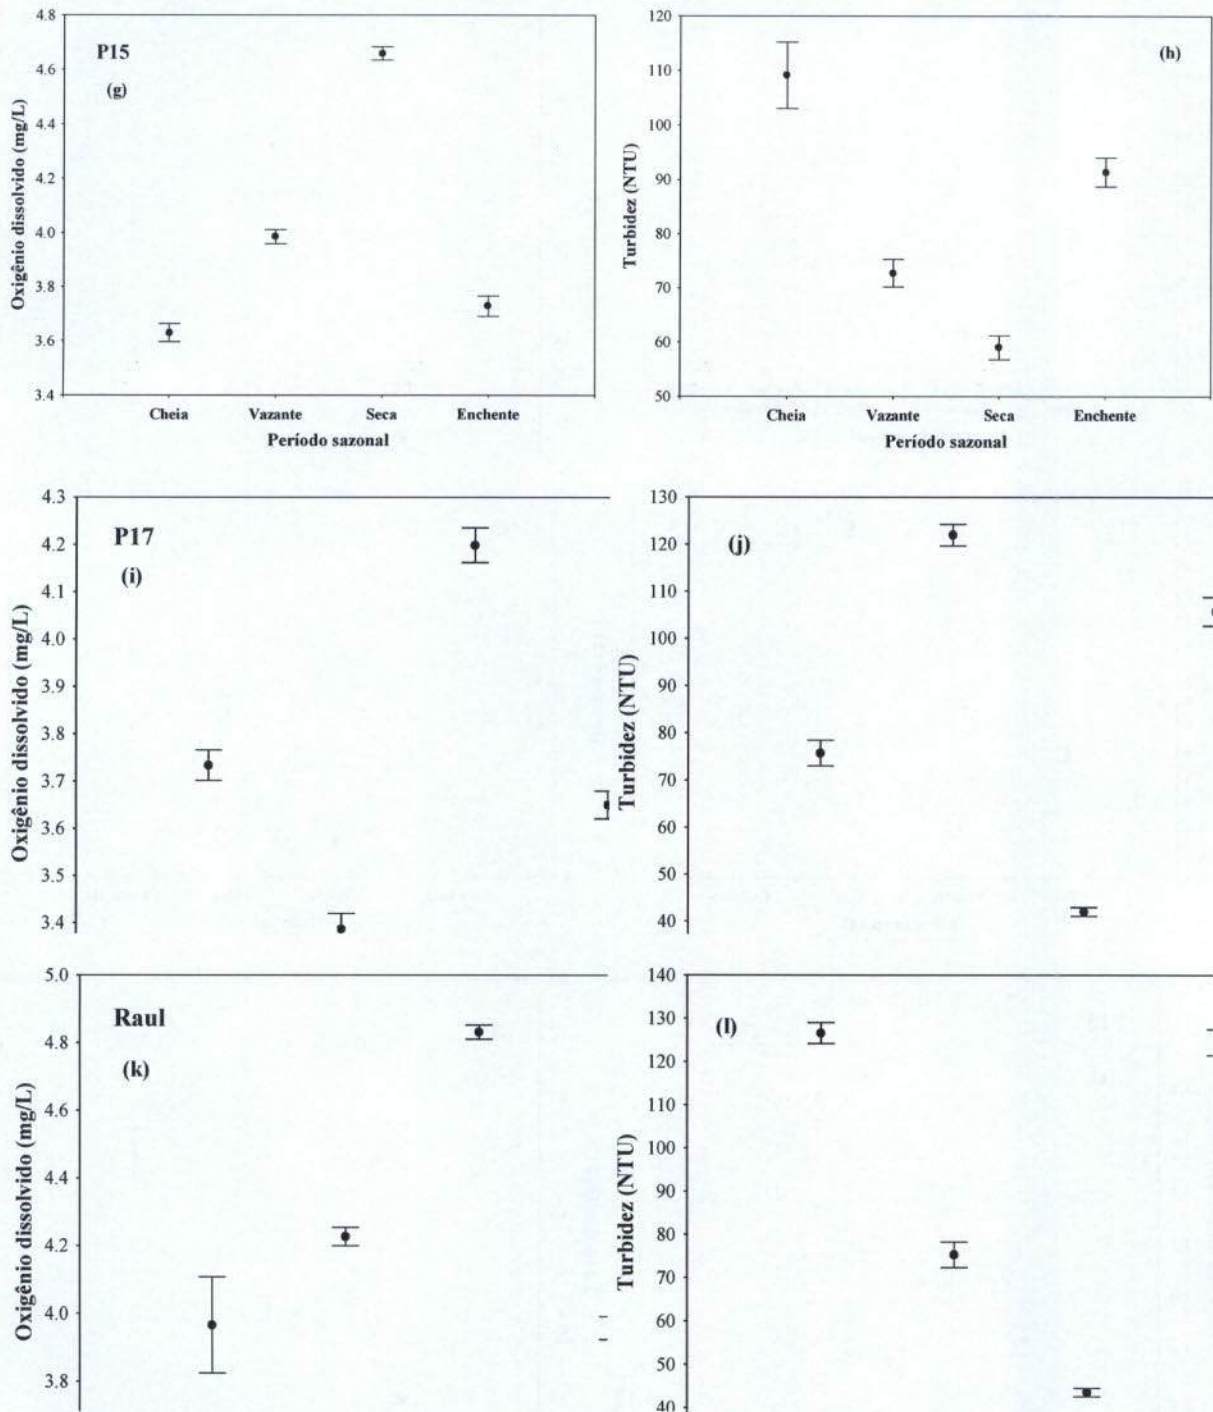 4.8
4.6
4.4
4.2
4.0
3.8
3.6
3.4
Oxigênio dissolvido (mg/L)
P15
(g)
Cheia Vazante Seca Enchente
Período sazonal
120
110
100
90
80
70
60
50
Turbidez (NTU)
(h)
Cheia Vazante Seca Enchente
Período sazonal
4.3
4.2
4.1
4.0
3.9
3.8
3.7
3.6
3.5
3.4
Oxigênio dissolvido (mg/L)
P17
(i)
130
120
110
100
90
80
70
60
50
40
Turbidez (NTU)
(j)
5.0
4.8
4.6
4.4
4.2
4.0
3.8
Oxigênio dissolvido (mg/L)
Raul
(k)
140
130
120
110
100
90
80
70
60
50
40
Turbidez (NTU)
(l)